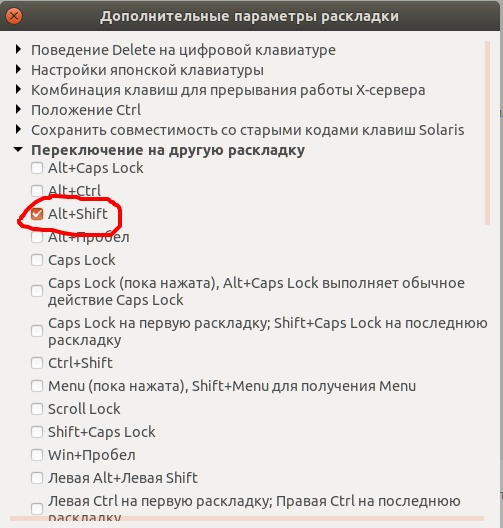 Дополнительные параметры раскладки
Поведение Delete на цифровой клавиатуре
Настройки японской клавиатуры
Комбинация клавиш для прерывания работы X-сервера
Положение Ctrl
Сохранить совместимость со старыми кодами клавиш Solaris
Переключение на другую раскладку
Alt+Caps Lock
Alt+Ctrl
Alt+Shift
Alt+Пробел
Caps Lock
Caps Lock (пока нажата), Alt+Caps Lock выполняет обычное
действие Caps Lock
Caps Lock на первую раскладку; Shift+Caps Lock на последнюю
раскладку
Ctrl+Shift
Menu (пока нажата), Shift+Menu для получения Menu
Scroll Lock
Shift+Caps Lock
Win+Пробел
Левая Alt+Левая Shift
Левая Ctrl на первую раскладку; Правая Ctrl на последнюю
раскладку